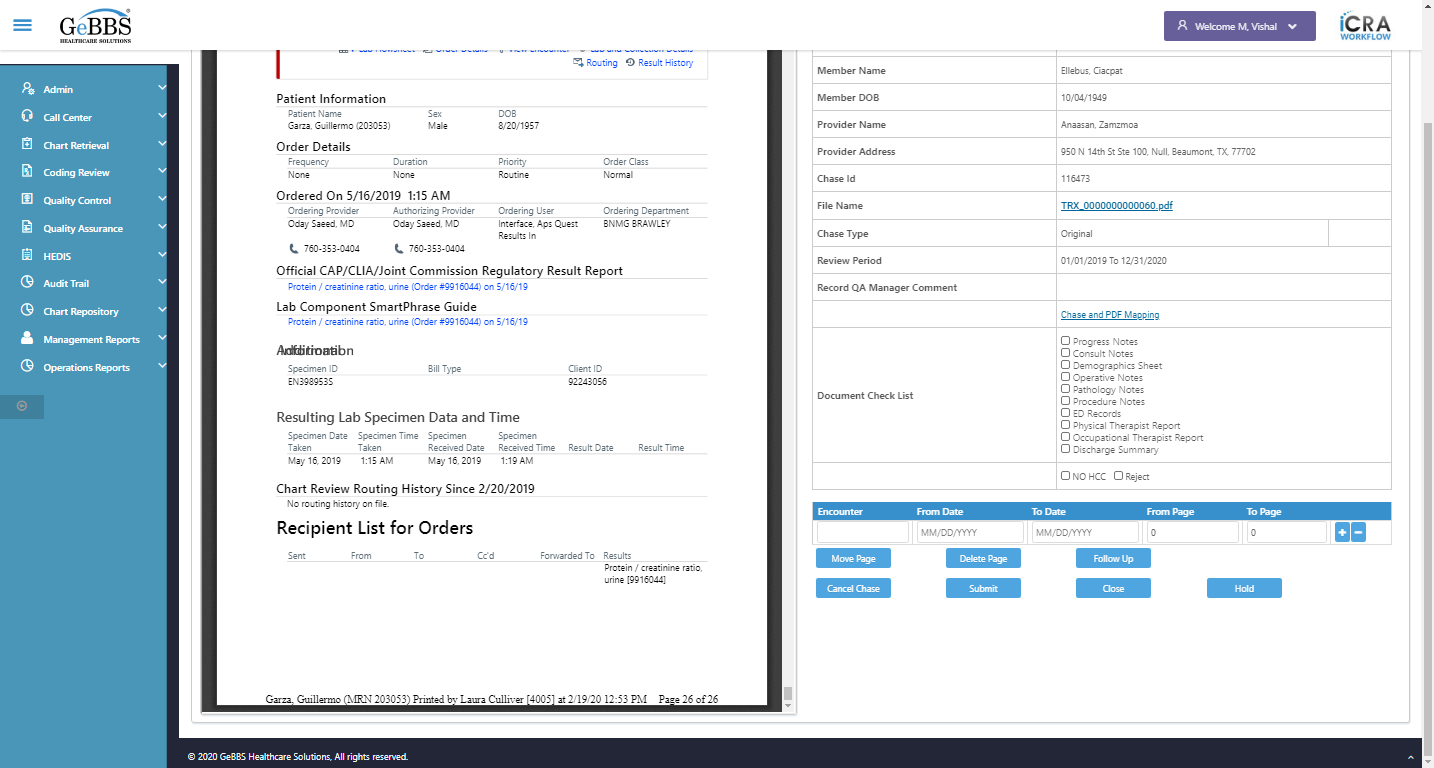 GeBBS
HEALTHCARE SOLUTIONS
Welcome M, Vishal
iCRA
WORKFLOW
Admin
Call Center
Chart Retrieval
Coding Review
Quality Control
Quality Assurance
HEDIS
Audit Trail
Chart Repository
Management Reports
Operations Reports
Lab Flowsheet Order Details View Encounter Lab and Collection Details
Routing Result History
Patient Information
Patient Name Sex DOB
Garza, Guillermo (203053) Male 8/20/1957
Order Details
Frequency Duration Priority Order Class
None None Routine Normal
Ordered On 5/16/2019 1:15 AM
Ordering Provider Authorizing Provider Ordering User Ordering Department
Oday Saeed, MD Oday Saeed, MD Interface, Aps Quest BNMG BRAWLEY
Results In
760-353-0404 760-353-0404
Official CAP/CLIA/Joint Commission Regulatory Result Report
Protein / creatinine ratio, urine (Order #9916044) on 5/16/19
Lab Component SmartPhrase Guide
Protein / creatinine ratio, urine (Order #9916044) on 5/16/19
Additional Information
Specimen ID Bill Type Client ID
EN398953S 92243056
Resulting Lab Specimen Data and Time
Specimen Date Specimen Time Specimen Specimen
Taken Taken Received Date Received Time Result Date Result Time
May 16, 2019 1:15 AM May 16, 2019 1:19 AM
Chart Review Routing History Since 2/20/2019
No routing history on file.
Recipient List for Orders
Sent From To Cc'd Forwarded To Results
Protein / creatinine ratio,
urine [9916044]
Garza, Guillermo (MRN 203053) Printed by Laura Culliver [4005] at 2/19/20 12:53 PM Page 26 of 26
Member Name Ellebus, Ciacpat
Member DOB 10/04/1949
Provider Name Anaasan, Zamzmoa
Provider Address 950 N 14th St Ste 100, Null, Beaumont, TX, 77702
Chase Id 116473
File Name TRX_0000000000060.pdf
Chase Type Original
Review Period 01/01/2019 To 12/31/2020
Record QA Manager Comment
Chase and PDF Mapping
Document Check List
Progress Notes
Consult Notes
Demographics Sheet
Operative Notes
Pathology Notes
Procedure Notes
ED Records
Physical Therapist Report
Occupational Therapist Report
Discharge Summary
NO HCC Reject
Encounter From Date To Date From Page To Page
MM/DD/YYYY MM/DD/YYYY 0 0
Move Page Delete Page Follow Up
Cancel Chase Submit Close Hold
© 2020 GeBBS Healthcare Solutions, All rights reserved.